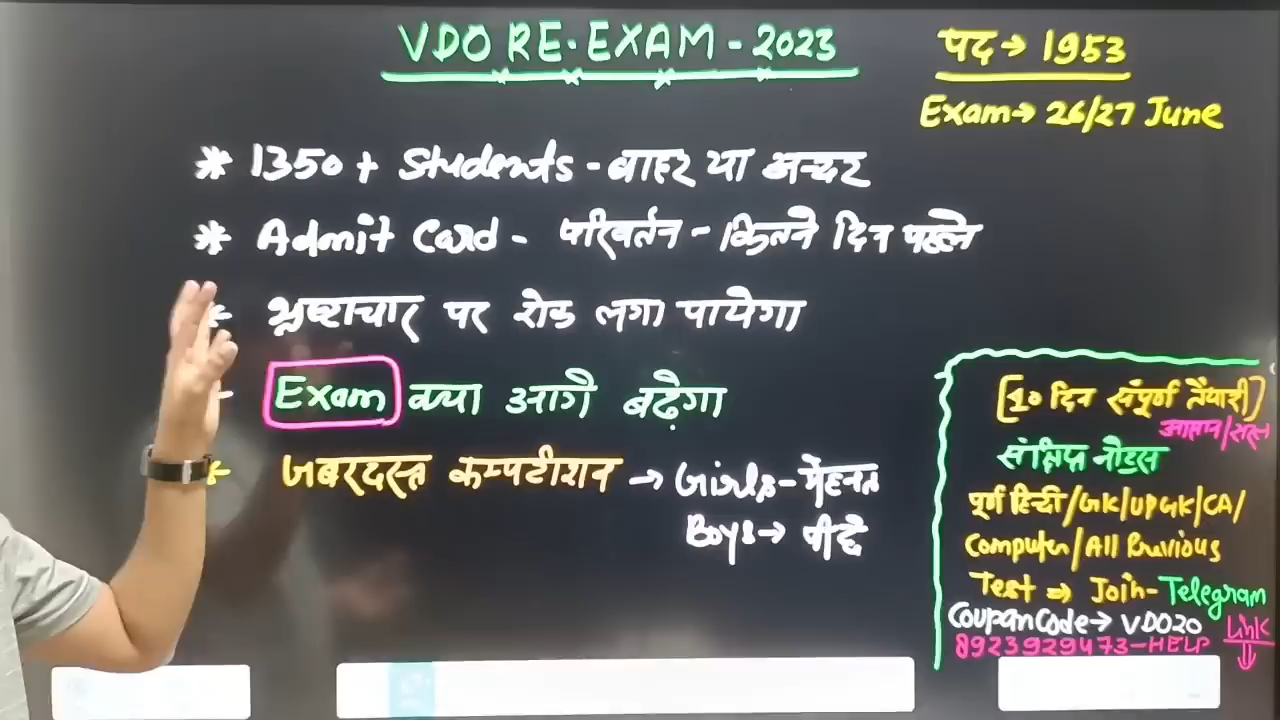 VDO RE-EXAM - 2023
पद → 1953
Exam → 26/27 June
* 1350 + Students - बाहर या अन्दर
* Admit Card - परिवर्तन - कितने दिन पहले
* भ्रष्टाचार पर रोक लगा पायेगा
Exam क्या आगे बढ़ेगा
जबरदस्त कम्पटीशन → Girls - मेहनत
Boys → पीछे
[10 दिन संपूर्ण तैयारी]
आसान/सरल
संक्षिप्त नोट्स
पूर्ण हिन्दी/GK/UPGK/CA/
Computer/All Previous
Test ⇒ Join - Telegram
Coupan Code → VDO20
Link
8923929473-HELP